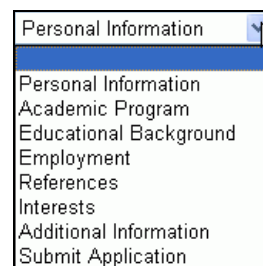 Personal Information
Personal Information
Academic Program
Educational Background
Employment
References
Interests
Additional Information
Submit Application